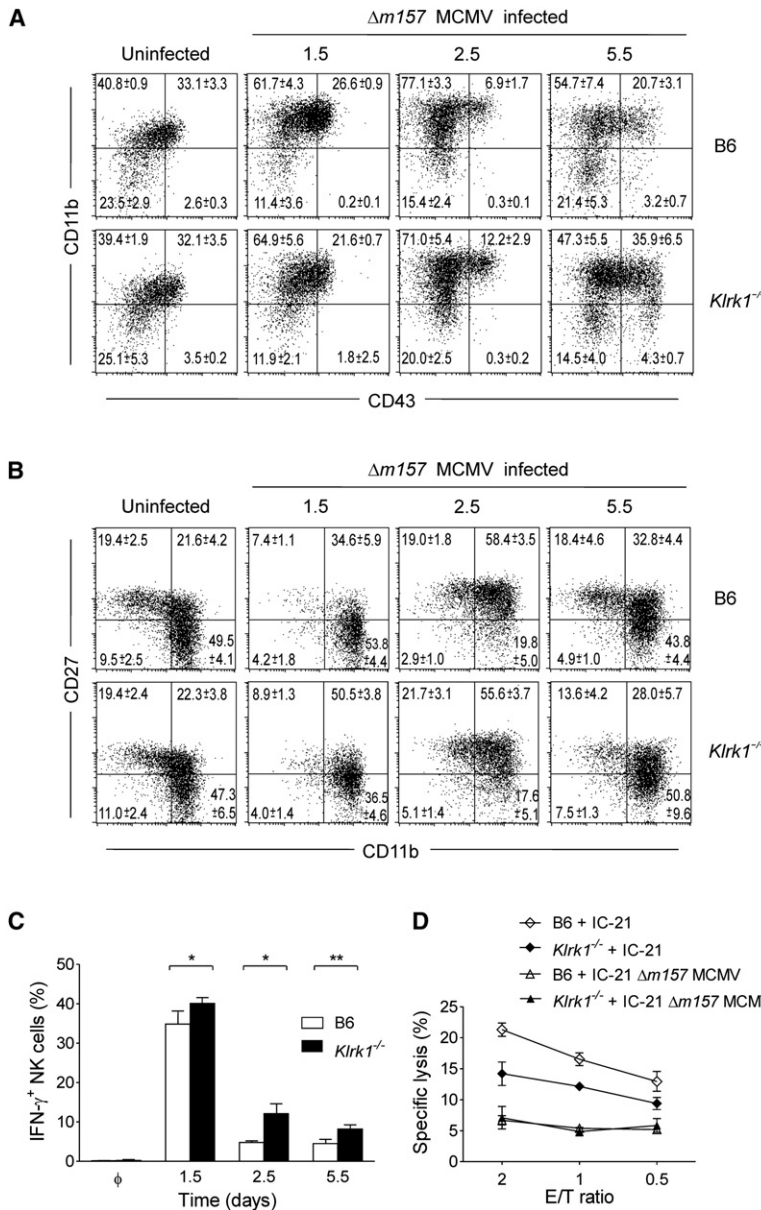 A
Δm157 MCMV infected
Uninfected 1.5 2.5 5.5
40.8±0.9 33.1±3.3 61.7±4.3 26.6±0.9 77.1±3.3 6.9±1.7 54.7±7.4 20.7±3.1
B6
23.5±2.9 2.6±0.3 11.4±3.6 0.2±0.1 15.4±2.4 0.3±0.1 21.4±5.3 3.2±0.7
CD11b
39.4±1.9 32.1±3.5 64.9±5.6 21.6±0.7 71.0±5.4 12.2±2.9 47.3±5.5 35.9±6.5
Klrk1-/-
25.1±5.3 3.5±0.2 11.9±2.1 1.8±2.5 20.0±2.5 0.3±0.2 14.5±4.0 4.3±0.7
CD43
B
Δm157 MCMV infected
Uninfected 1.5 2.5 5.5
19.4±2.5 21.6±4.2 7.4±1.1 34.6±5.9 19.0±1.8 58.4±3.5 18.4±4.6 32.8±4.4
B6
49.5 53.8 19.8 43.8
9.5±2.5 ±4.1 4.2±1.8 ±4.4 2.9±1.0 ±5.0 4.9±1.0 ±4.4
CD27
19.4±2.4 22.3±3.8 8.9±1.3 50.5±3.8 21.7±3.1 55.6±3.7 13.6±4.2 28.0±5.7
Klrk1-/-
47.3 36.5 17.6 50.8
11.0±2.4 ±6.5 4.0±1.4 ±4.6 5.1±1.4 ±5.1 7.5±1.3 ±9.6
CD11b
C
IFN-γ+ NK cells (%)
50
40
30
20
10
0
* * **
B6
Klrk1-/-
ϕ 1.5 2.5 5.5
Time (days)
D
B6 + IC-21
Klrk1-/- + IC-21
B6 + IC-21 Δm157 MCMV
Klrk1-/- + IC-21 Δm157 MCM
Specific lysis (%)
25
20
15
10
5
0
2 1 0.5
E/T ratio